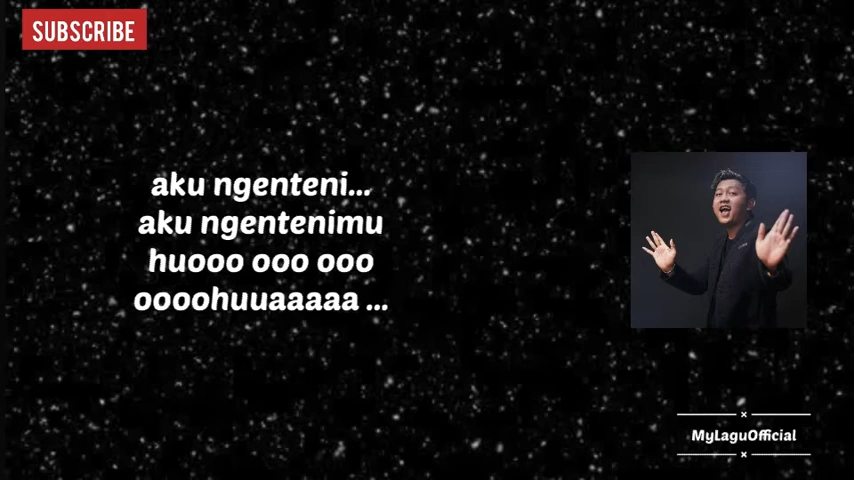 SUBSCRIBE
aku ngenteni...
aku ngentenimu
huooo ooo ooo
oooohuuaaaaa ...
MyLaguOfficial